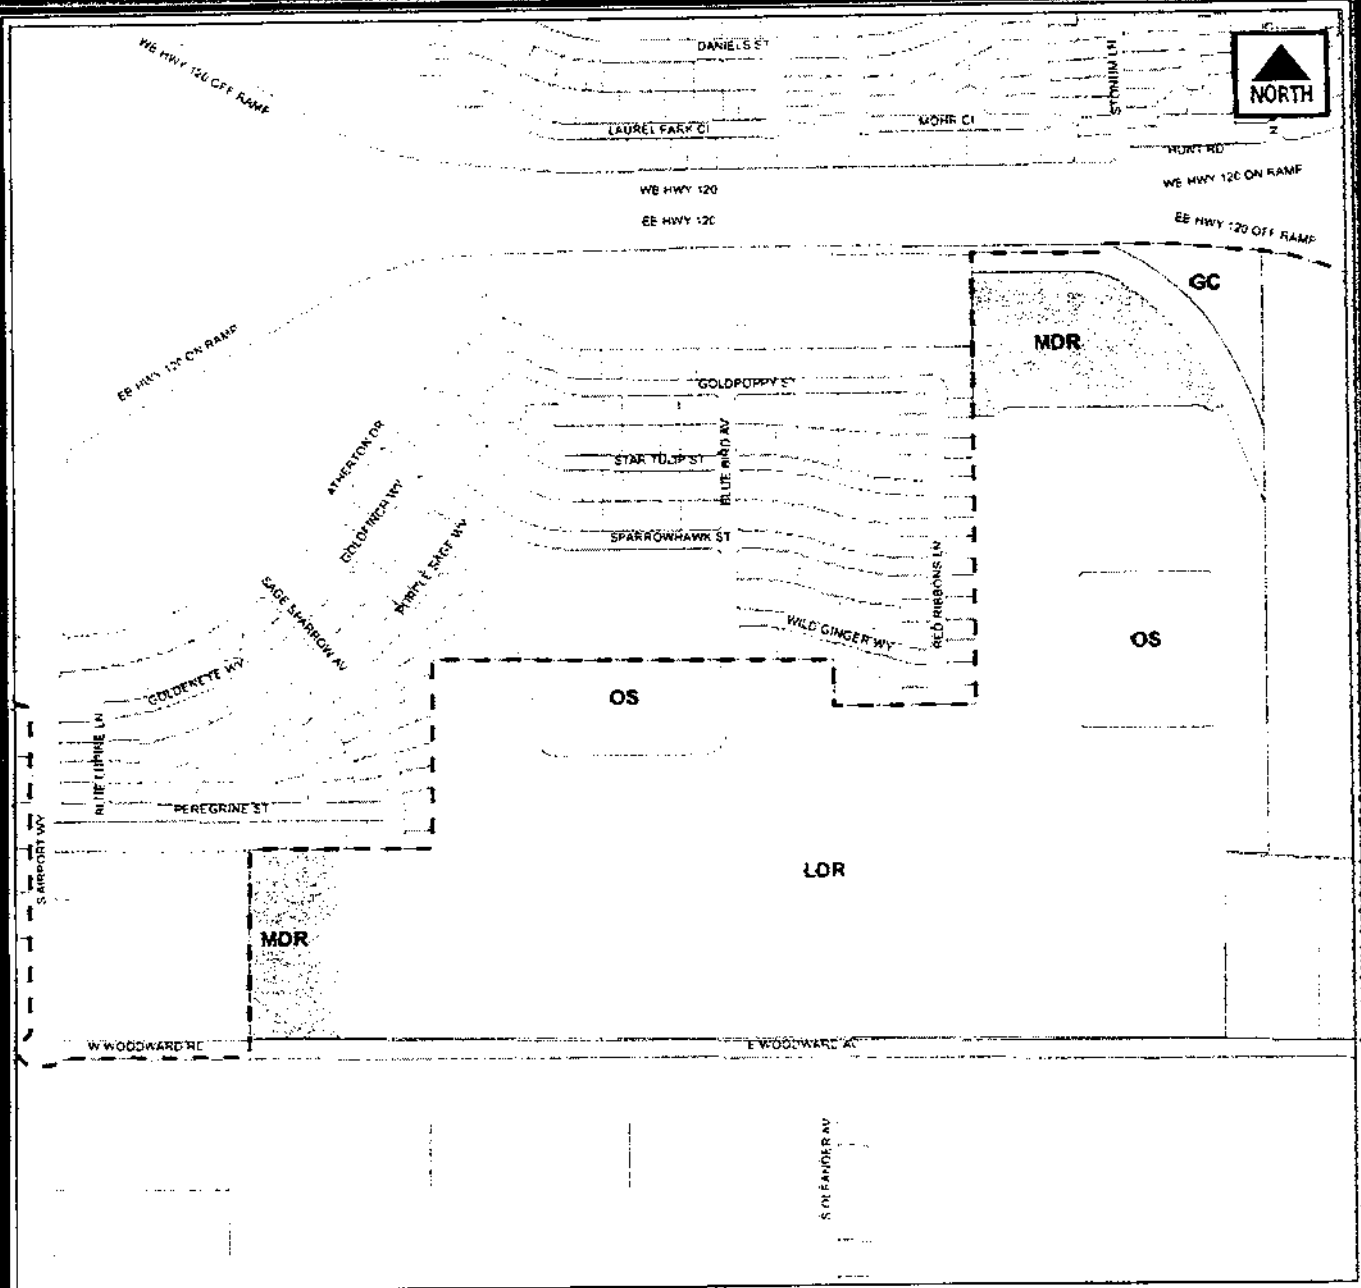 DANIELS ST
WB HWY 120 OFF RAMP
STONUM LN
NORTH
LAUREL PARK CI
MOHR CI
HUNT RD
WB HWY 120 ON RAMP
WB HWY 120
EB HWY 120
EB HWY 120 OFF RAMP
GC
MDR
EB HWY 120 ON RAMP
GOLDPOPPY ST
ATHERTON DR
BLUE BIRD AV
STAR TULIP ST
GOLDFINCH WY
SPARROWHAWK ST
PURPLE SAGE WY
RED RIBBONS LN
SAGE SPARROW AV
WILD GINGER WY
OS
GOLDENEYE WY
OS
BLUE LUPINE LN
PEREGRINE ST
S AIRPORT WY
LDR
MDR
W WOODWARD RD
E WOODWARD AV
S OLEANDER AV